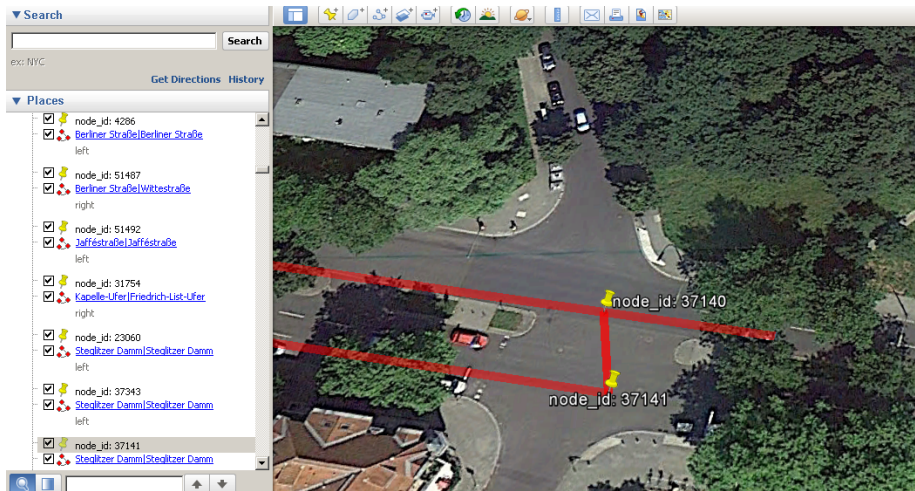 Search
Search
ex: NYC
Get Directions History
Places
node_id: 4286
Berliner Straße|Berliner Straße
left
node_id: 51487
Berliner Straße|Wittestraße
right
node_id: 51492
Jafféstraße|Jafféstraße
left
node_id: 31754
Kapelle-Ufer|Friedrich-List-Ufer
right
node_id: 23060
Steglitzer Damm|Steglitzer Damm
left
node_id: 37343
Steglitzer Damm|Steglitzer Damm
left
node_id: 37141
Steglitzer Damm|Steglitzer Damm
node_id: 37140
node_id: 37141